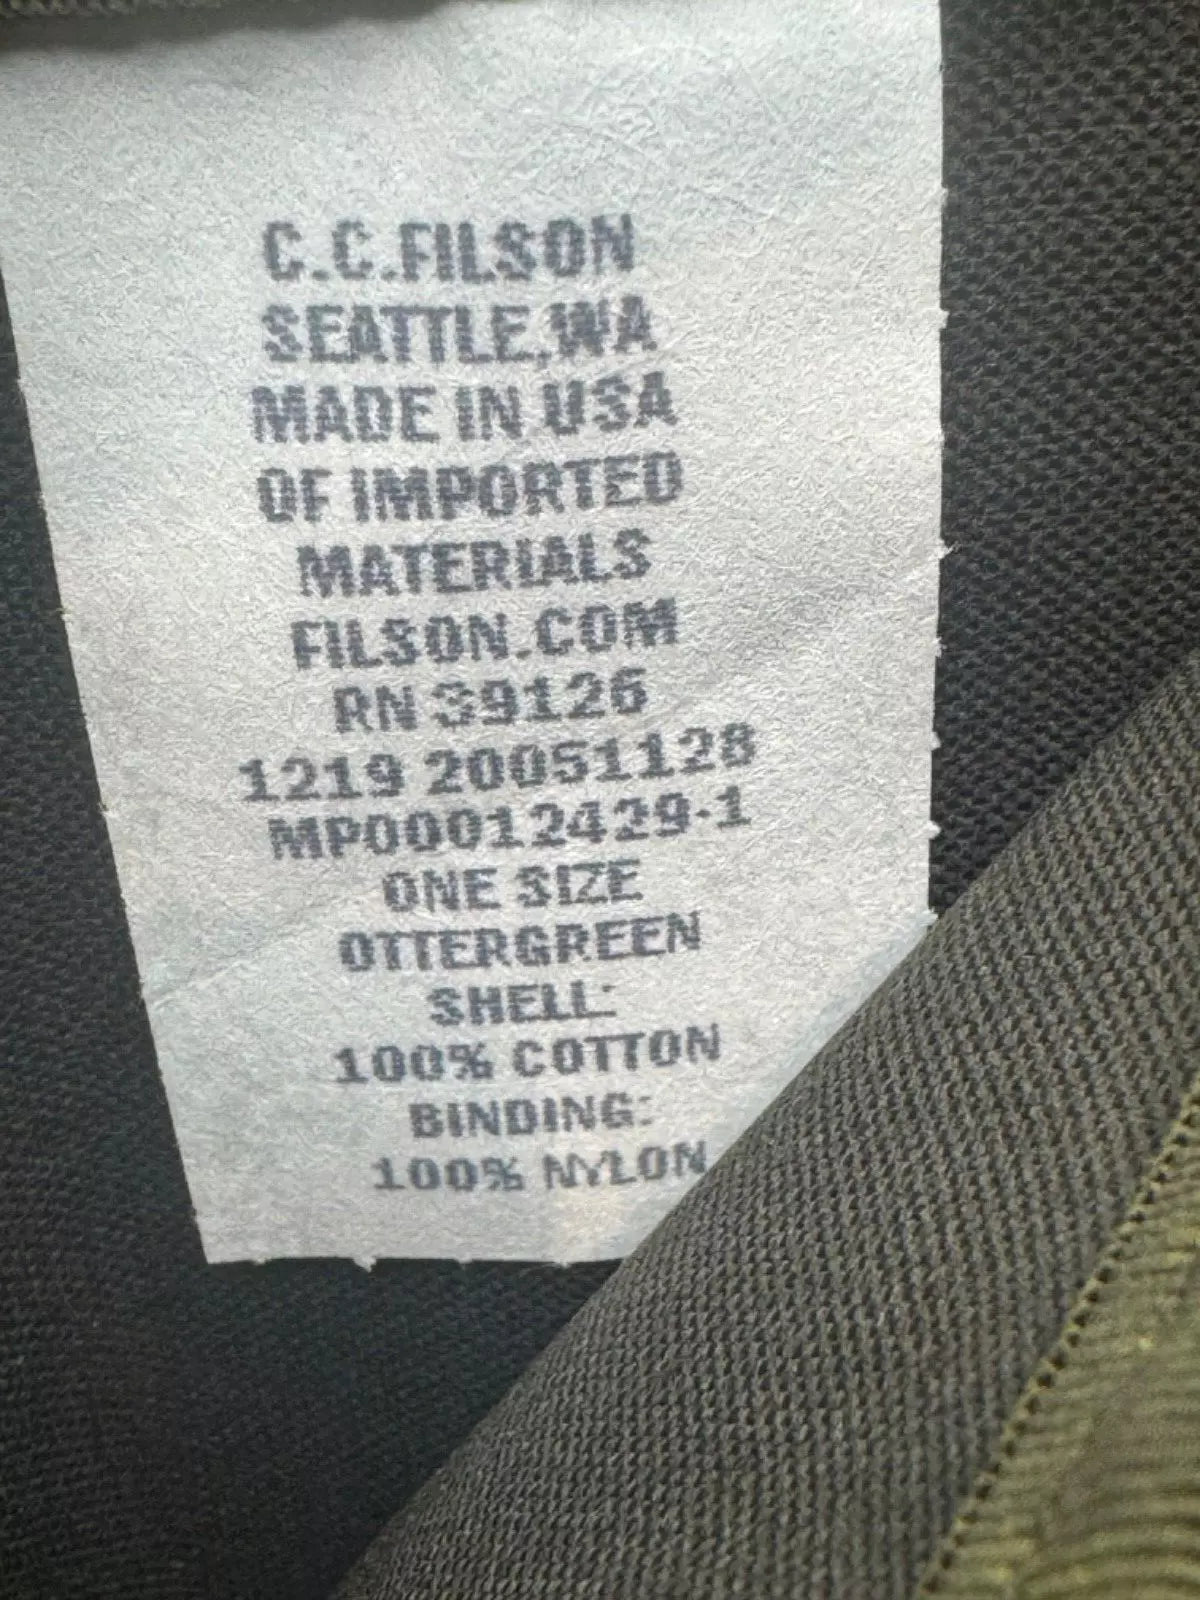 C.C.FILSON
SEATTLE,WA
MADE IN USA
OF IMPORTED
MATERIALS
FILSON.COM
RN 39126
1219 20051128
MP00012429-1
ONE SIZE
OTTERGREEN
SHELL:
100% COTTON
BINDING:
100% NYLON